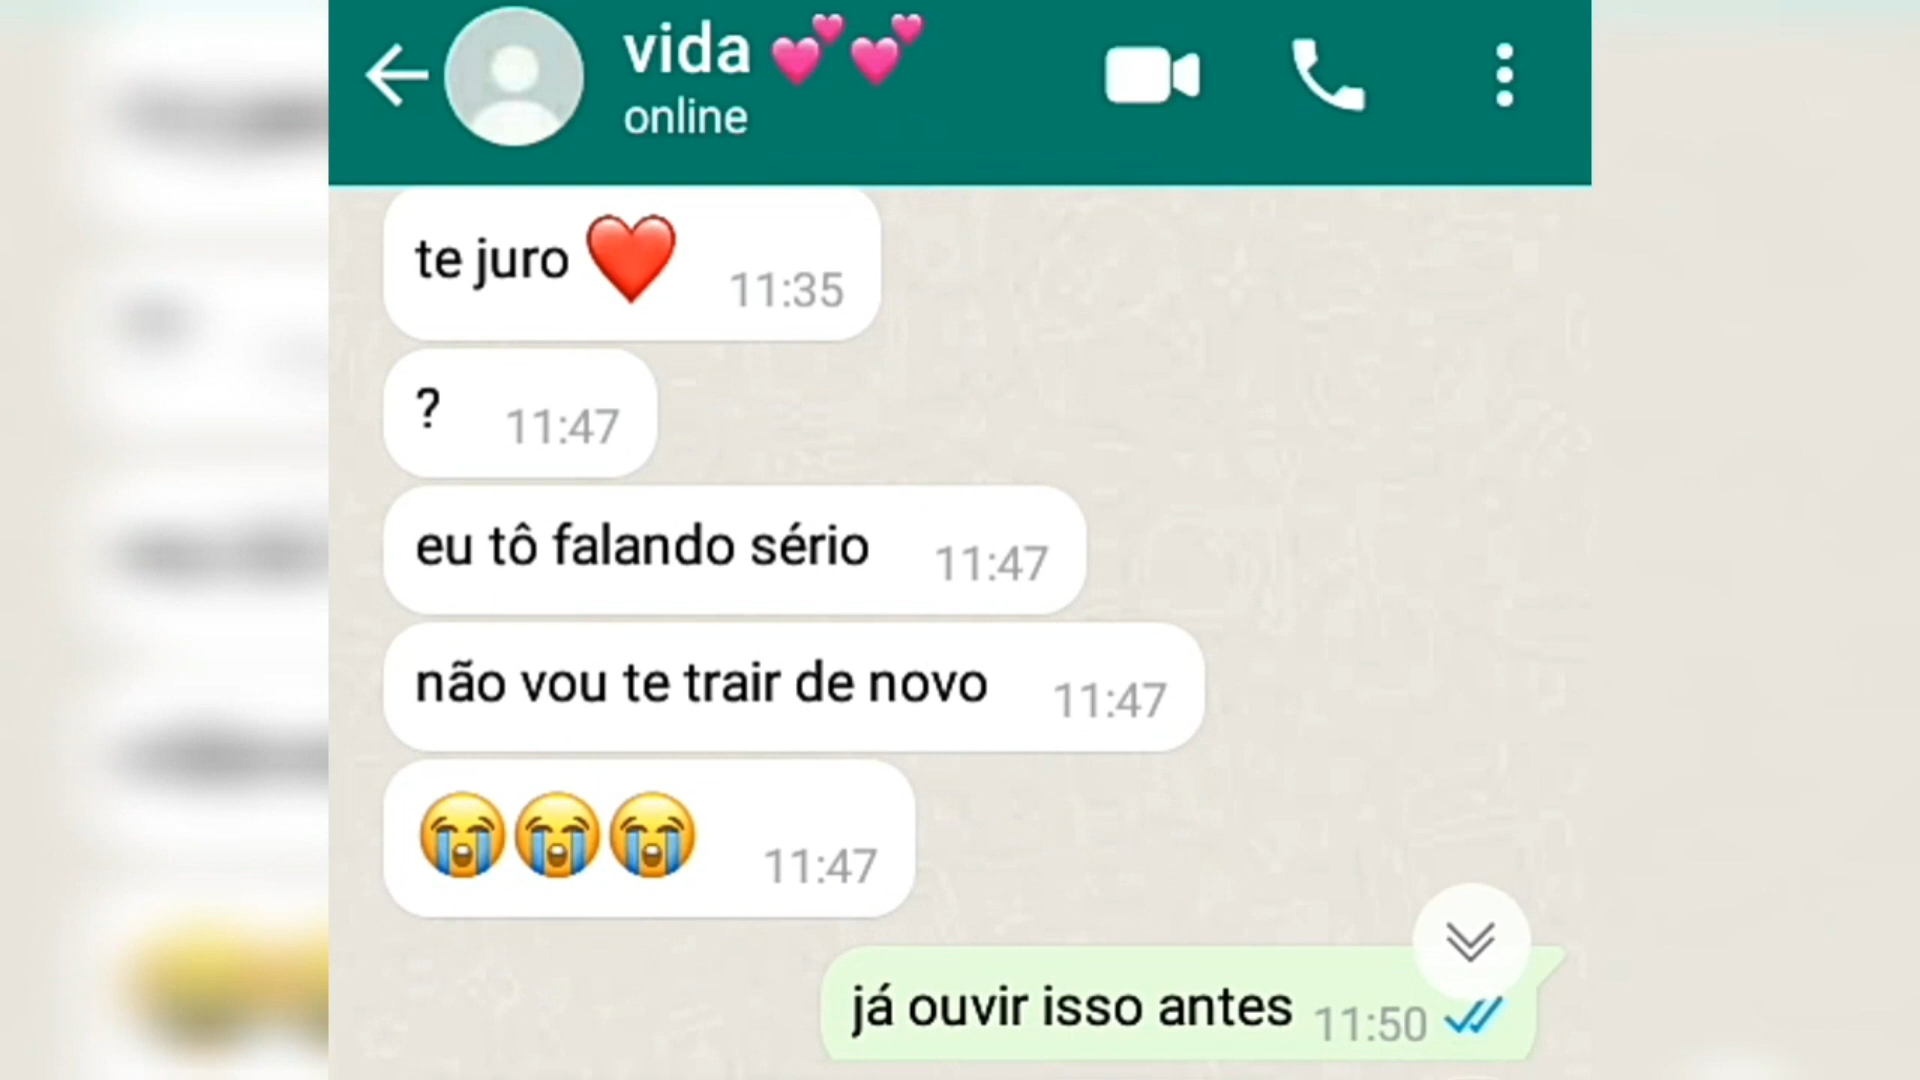 vida 💕💕
online
te juro ❤️ 11:35
? 11:47
eu tô falando sério 11:47
não vou te trair de novo 11:47
😭😭😭 11:47
já ouvir isso antes 11:50